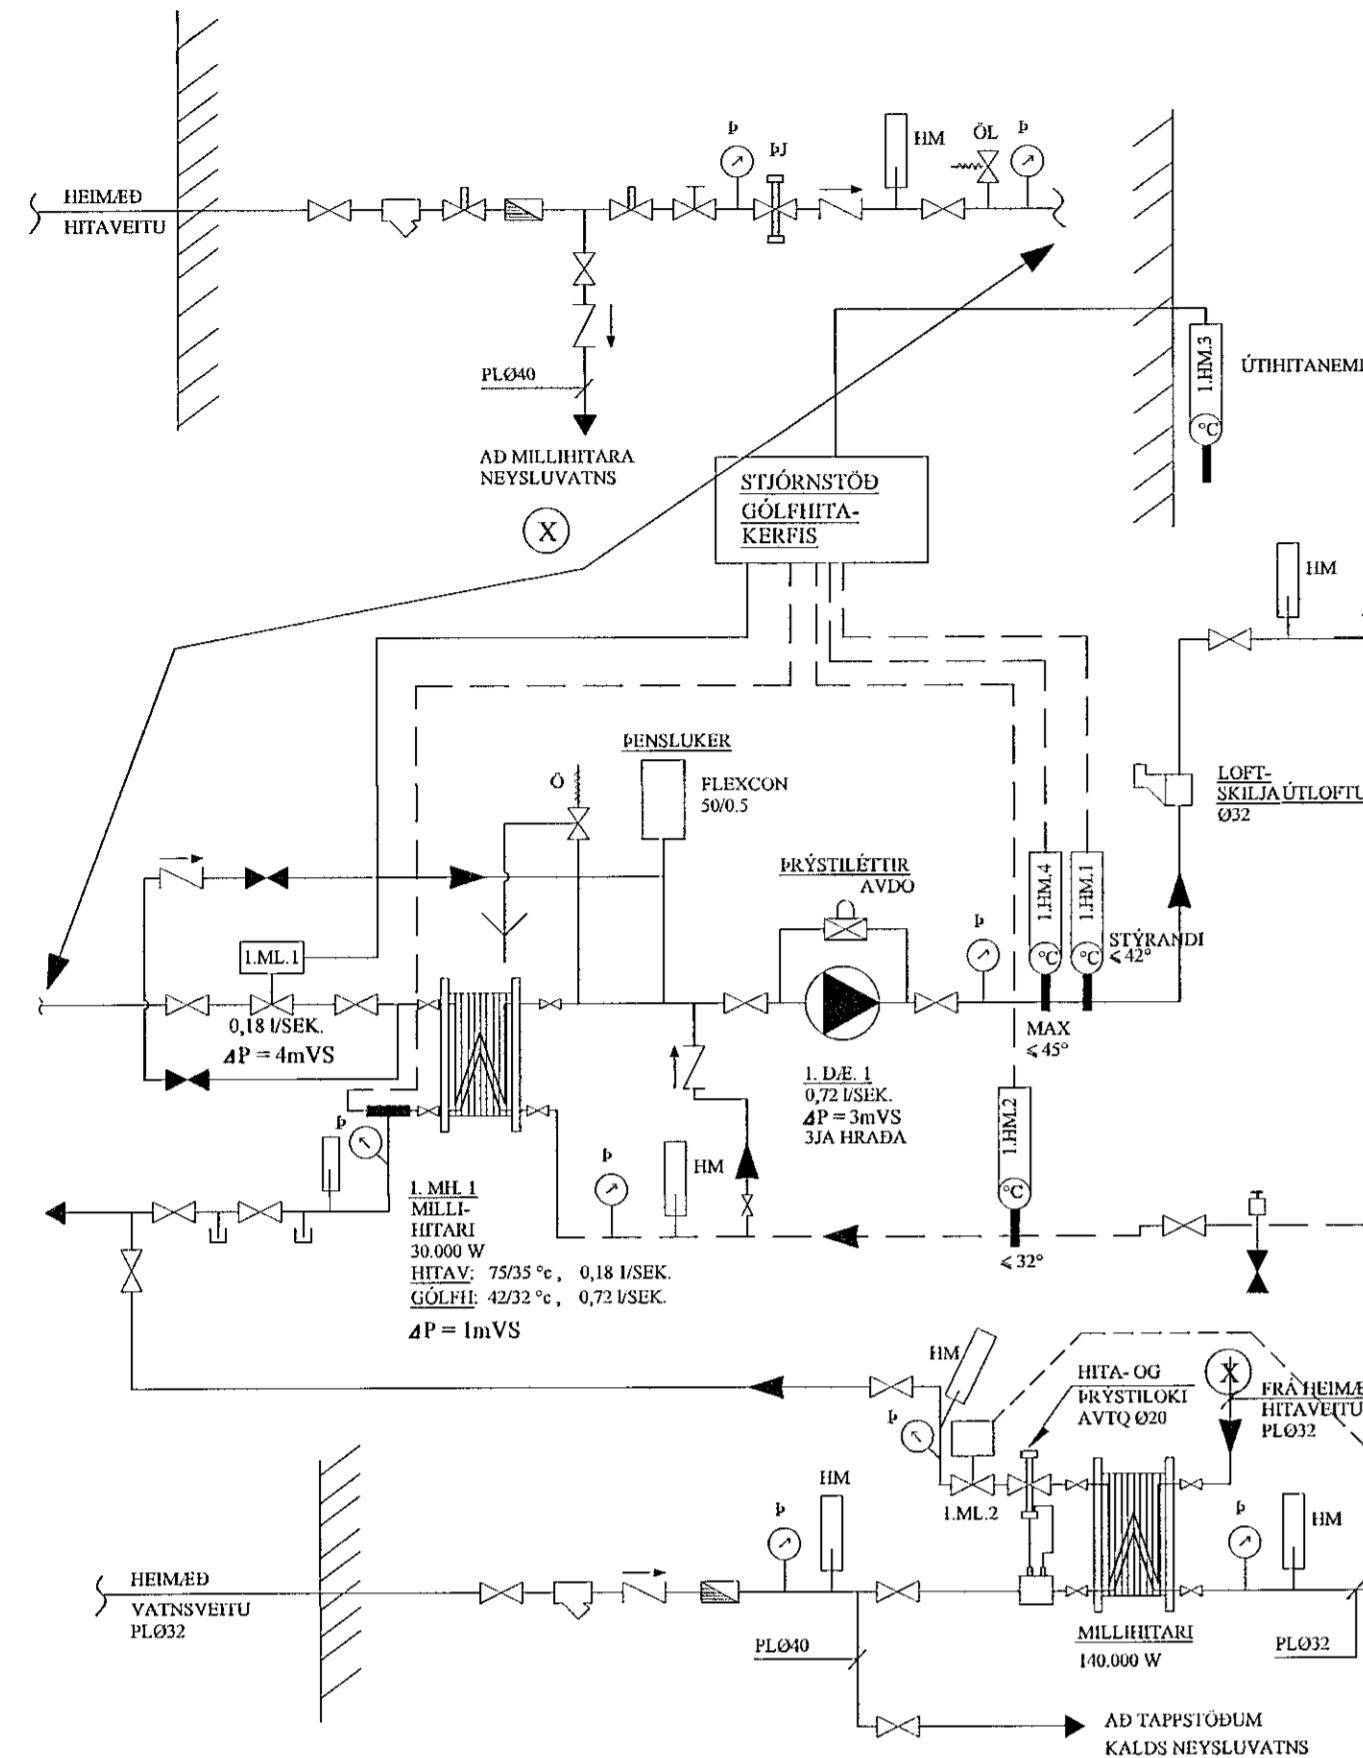 HEIMÆÐ
HITAVEITU
Þ
ÞJ
HM
ÖL
Þ
PLØ40
AÐ MILLIHITARA
NEYSLUVATNS
X
1.HM.3
°C
ÚTIHITANEMI
STJÓRNSTÖÐ
GÓLFHITA-
KERFIS
HM
ÞENSLUKER
FLEXCON
50/0.5
Ö
LOFT-
SKILJA ÚTLOFTU
Ø32
ÞRÝSTILÉTTIR
AVDO
Þ
1.HM.4
°C
1.HM.1
°C
STÝRANDI
≤ 42°
1.ML.1
0,18 l/SEK.
ΔP = 4mVS
MAX
≤ 45°
1. DÆ. 1
0,72 l/SEK.
ΔP = 3mVS
3JA HRAÐA
1.HM.2
°C
≤ 32°
Þ
Þ
HM
1. MH. 1
MILLI-
HITARI
30.000 W
HITAV: 75/35 °c , 0,18 l/SEK.
GÓLFH: 42/32 °c , 0,72 l/SEK.
ΔP = 1mVS
HM
Þ
HITA- OG
ÞRÝSTILOKI
AVTQ Ø20
X
FRÁ HEIMÆ
HITAVEITU
PLØ32
1.ML.2
HEIMÆÐ
VATNSVEITU
PLØ32
Þ
HM
Þ
HM
PLØ40
MILLIHITARI
140.000 W
PLØ32
AÐ TAPPSTÖÐUM
KALDS NEYSLUVATNS